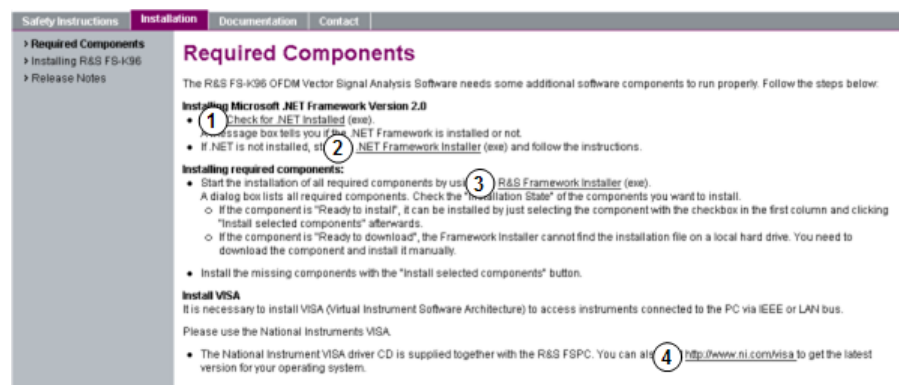 Safety Instructions Installation Documentation Contact
> Required Components
> Installing R&S FS-K96
> Release Notes
Required Components
The R&S FS-K96 OFDM Vector Signal Analysis Software needs some additional software components to run properly. Follow the steps below:
Installing Microsoft .NET Framework Version 2.0
• 1 Check for .NET Installed (exe).
A message box tells you if the .NET Framework is installed or not.
• If .NET is not installed, 2 .NET Framework Installer (exe) and follow the instructions.
Installing required components:
• Start the installation of all required components by 3 R&S Framework Installer (exe).
A dialog box lists all required components. Check the "Installation State" of the components you want to install.
○ If the component is "Ready to install", it can be installed by just selecting the component with the checkbox in the first column and clicking
"Install selected components" afterwards.
○ If the component is "Ready to download", the Framework Installer cannot find the installation file on a local hard drive. You need to
download the component and install it manually.
• Install the missing components with the "Install selected components" button.
Install VISA
It is necessary to install VISA (Virtual Instrument Software Architecture) to access instruments connected to the PC via IEEE or LAN bus.
Please use the National Instruments VISA.
• The National Instrument VISA driver CD is supplied together with the R&S FSPC. You can 4 http://www.ni.com/visa to get the latest
version for your operating system.